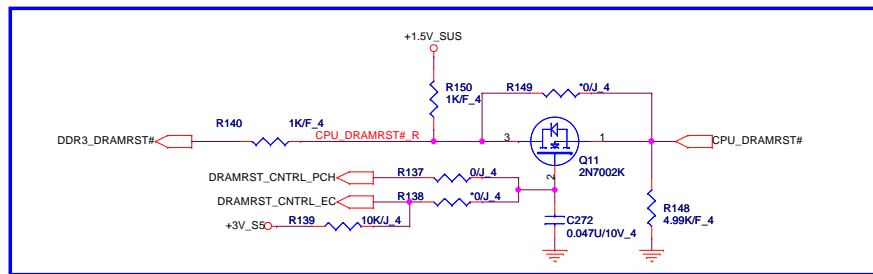 +1.5V_SUS
R150
1K/F_4
R149
*0/J_4
R140
1K/F_4
CPU_DRAMRST#_R
3
1
DDR3_DRAMRST#
CPU_DRAMRST#
Q11
2N7002K
2
DRAMRST_CNTRL_PCH
R137
0/J_4
DRAMRST_CNTRL_EC
R138
*0/J_4
+3V_S5
R139
10K/J_4
C272
0.047U/10V_4
R148
4.99K/F_4